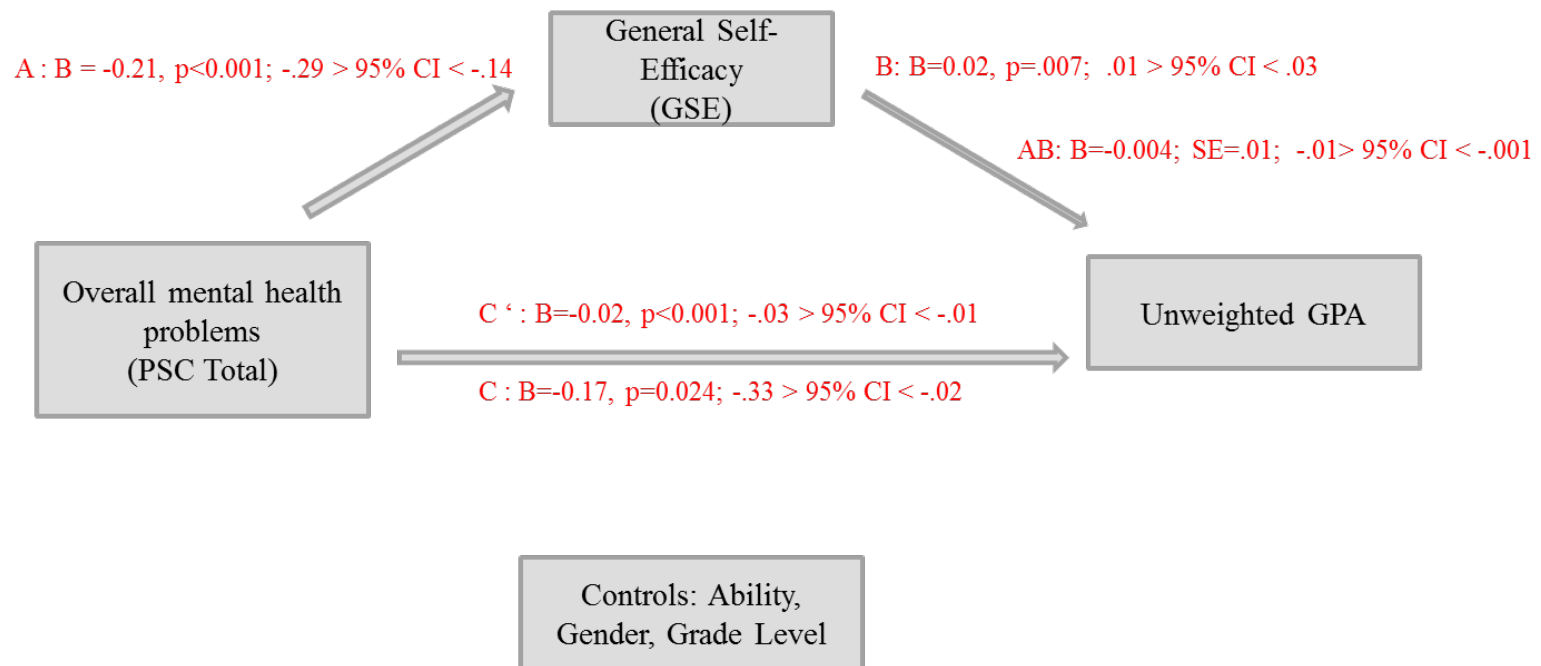 General Self-
Efficacy
(GSE)
A : B = -0.21, p<0.001; -.29 > 95% CI < -.14
B: B=0.02, p=.007; .01 > 95% CI < .03
AB: B=-0.004; SE=.01; -.01> 95% CI < -.001
Overall mental health
problems
(PSC Total)
C ‘ : B=-0.02, p<0.001; -.03 > 95% CI < -.01
C : B=-0.17, p=0.024; -.33 > 95% CI < -.02
Unweighted GPA
Controls: Ability,
Gender, Grade Level